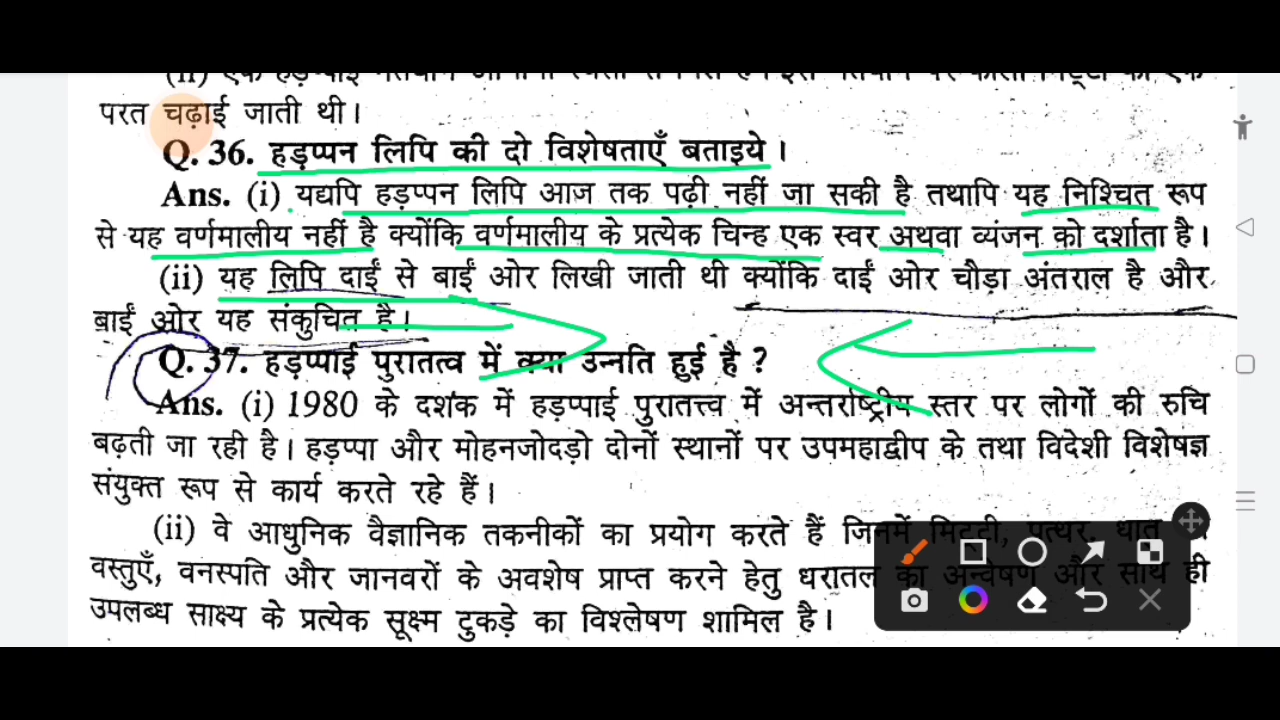 परत चढ़ाई जाती थी।
Q. 36. हड़प्पन लिपि की दो विशेषताएँ बताइये ।
Ans. (i) यद्यपि हड़प्पन लिपि आज तक पढ़ी नहीं जा सकी है तथापि यह निश्चित रूप
से यह वर्णमालीय नहीं है क्योंकि वर्णमालीय के प्रत्येक चिन्ह एक स्वर अथवा व्यंजन को दर्शाता है।
(ii) यह लिपि दाईं से बाईं ओर लिखी जाती थी क्योंकि दाईं ओर चौड़ा अंतराल है और
बाईं ओर यह संकुचित है।
Q. 37. हड़प्पाई पुरातत्व में क्या उन्नति हुई है ?
Ans. (i) 1980 के दशक में हड़प्पाई पुरातत्त्व में अन्तर्राष्ट्रीय स्तर पर लोगों की रुचि
बढ़ती जा रही है। हड़प्पा और मोहनजोदड़ो दोनों स्थानों पर उपमहाद्वीप के तथा विदेशी विशेषज्ञ
संयुक्त रूप से कार्य करते रहे हैं।
(ii) वे आधुनिक वैज्ञानिक तकनीकों का प्रयोग करते हैं जिनमें मिट्टी, पत्थर, धातु
वस्तुएँ, वनस्पति और जानवरों के अवशेष प्राप्त करने हेतु धरातल का अन्वेषण और साथ ही
उपलब्ध साक्ष्य के प्रत्येक सूक्ष्म टुकड़े का विश्लेषण शामिल है।